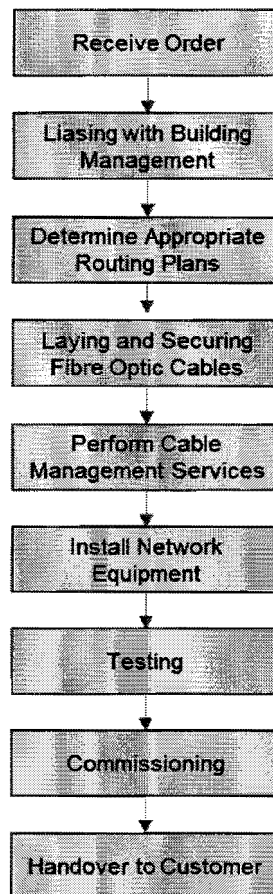 Receive Order
Liasing with Building
Management
Determine Appropriate
Routing Plans
Laying and Securing
Fibre Optic Cables
Perform Cable
Management Services
Install Network
Equipment
Testing
Commissioning
Handover to Customer